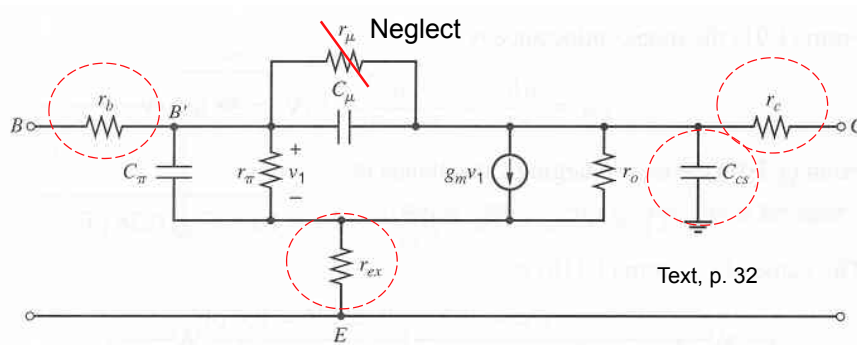 Neglect
r_μ
C_μ
r_b
B
B'
r_c
C_π
r_π
+
v_1
−
g_m v_1
r_o
C_cs
r_ex
Text, p. 32
E